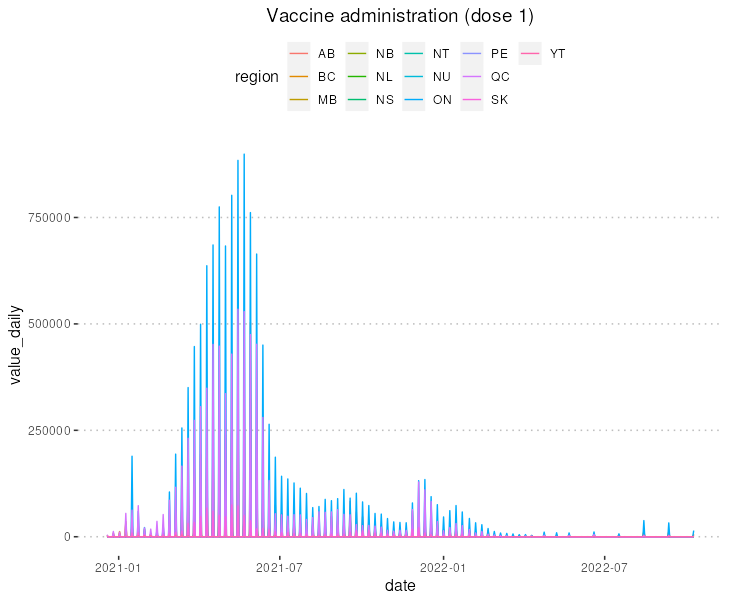 Vaccine administration (dose 1)
AB NB NT PE YT
region BC NL NU QC
MB NS ON SK
750000
500000
250000
0
value_daily
2021-01 2021-07 2022-01 2022-07
date